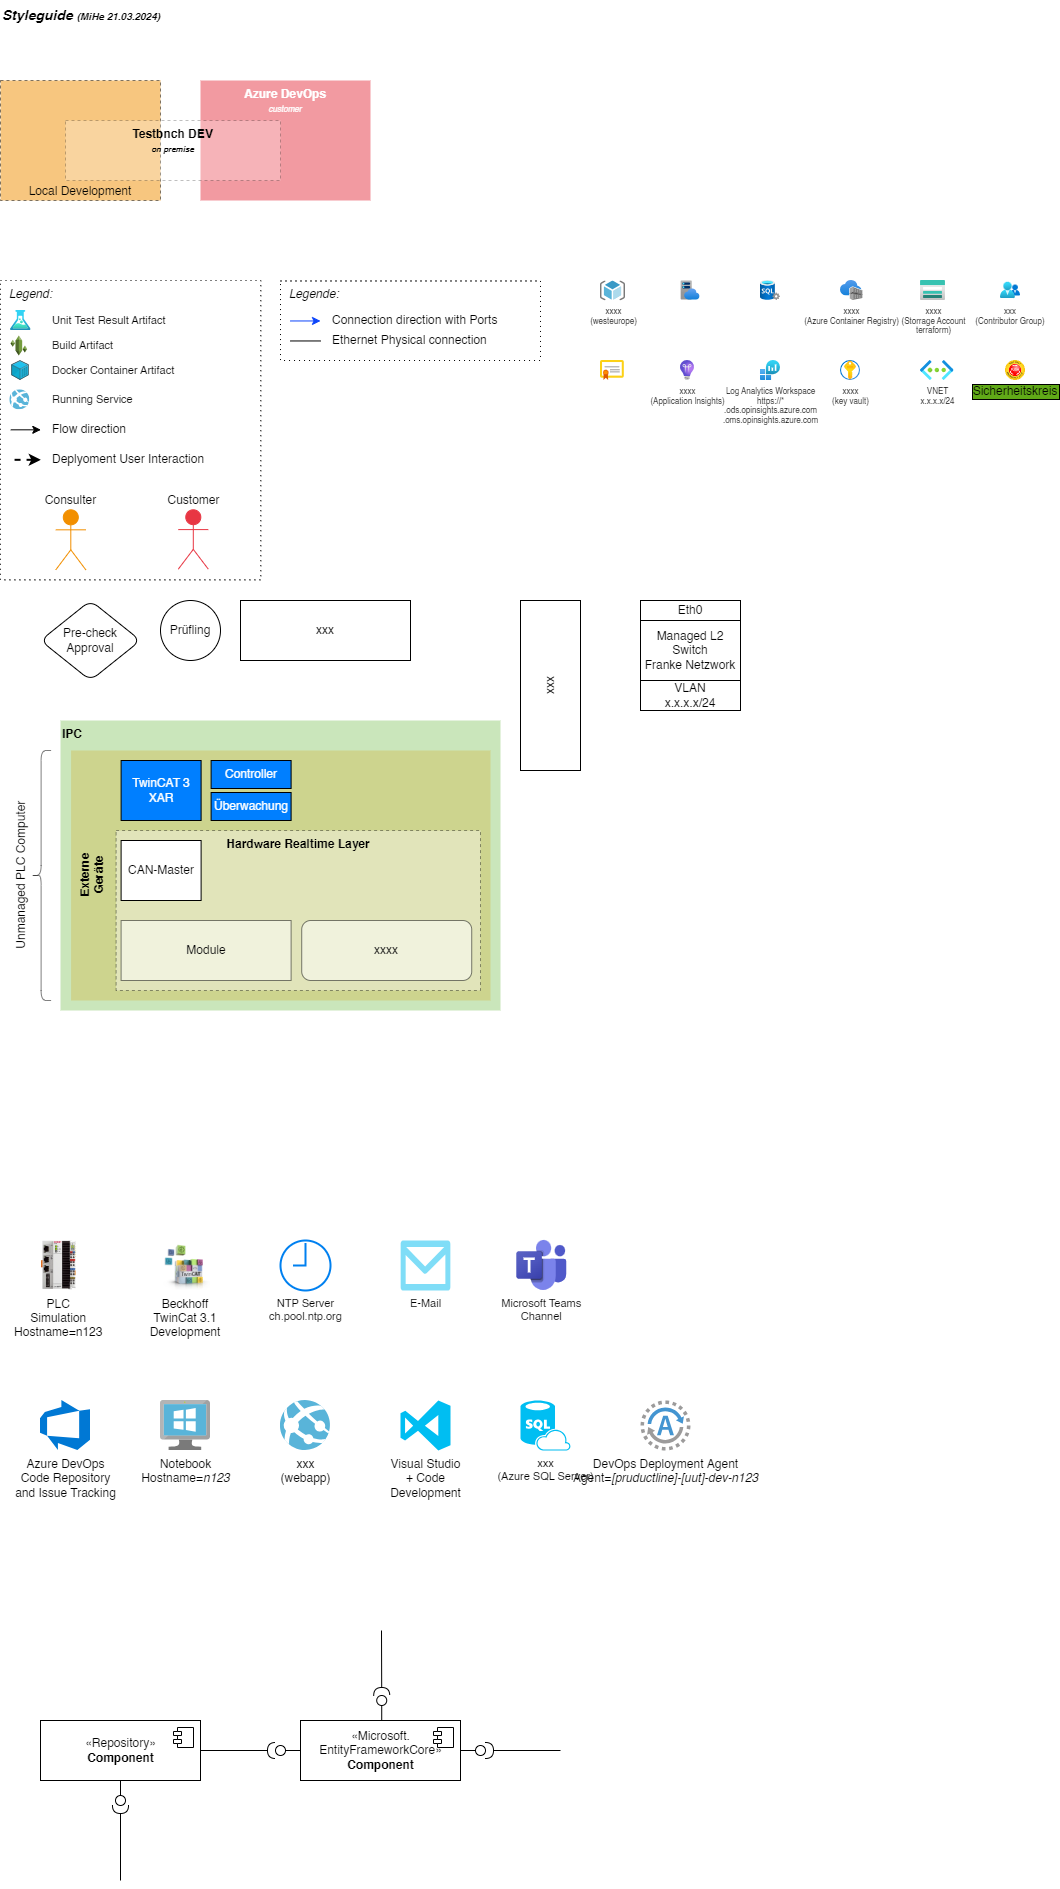 Styleguide (MiHe 21.03.2024)
Azure DevOps
customer
Testbnch DEV
on premise
Local Development
Legend:
Unit Test Result Artifact
Build Artifact
Docker Container Artifact
Running Service
Flow direction
Deplyoment User Interaction
Consulter
Customer
Legende:
Connection direction with Ports
Ethernet Physical connection
SQL
xxxx
(westeurope)
xxxx
(Azure Container Registry)
xxxx
(Storrage Account
terraform)
xxx
(Contributor Group)
xxxx
(Application Insights)
Log Analytics Workspace
https://*
.ods.opinsights.azure.com
.oms.opinsights.azure.com
xxxx
(key vault)
VNET
x.x.x.x/24
Sicherheitskreis
Pre-check
Approval
Prüfling
xxx
xxx
Eth0
Managed L2
Switch
Franke Netzwork
VLAN
x.x.x.x/24
IPC
Unmanaged PLC Computer
Externe
Geräte
TwinCAT 3
XAR
Controller
Überwachung
Hardware Realtime Layer
CAN-Master
Module
xxxx
PLC
Simulation
Hostname=n123
TwinCAT
Beckhoff
TwinCat 3.1
Development
NTP Server
ch.pool.ntp.org
E-Mail
T
Microsoft Teams
Channel
Azure DevOps
Code Repository
and Issue Tracking
Notebook
Hostname=n123
xxx
(webapp)
Visual Studio
+ Code
Development
SQL
xxx
(Azure SQL Server)
A
DevOps Deployment Agent
Agent=[pruductline]-[uut]-dev-n123
«Repository»
Component
«Microsoft.
EntityFrameworkCore»
Component